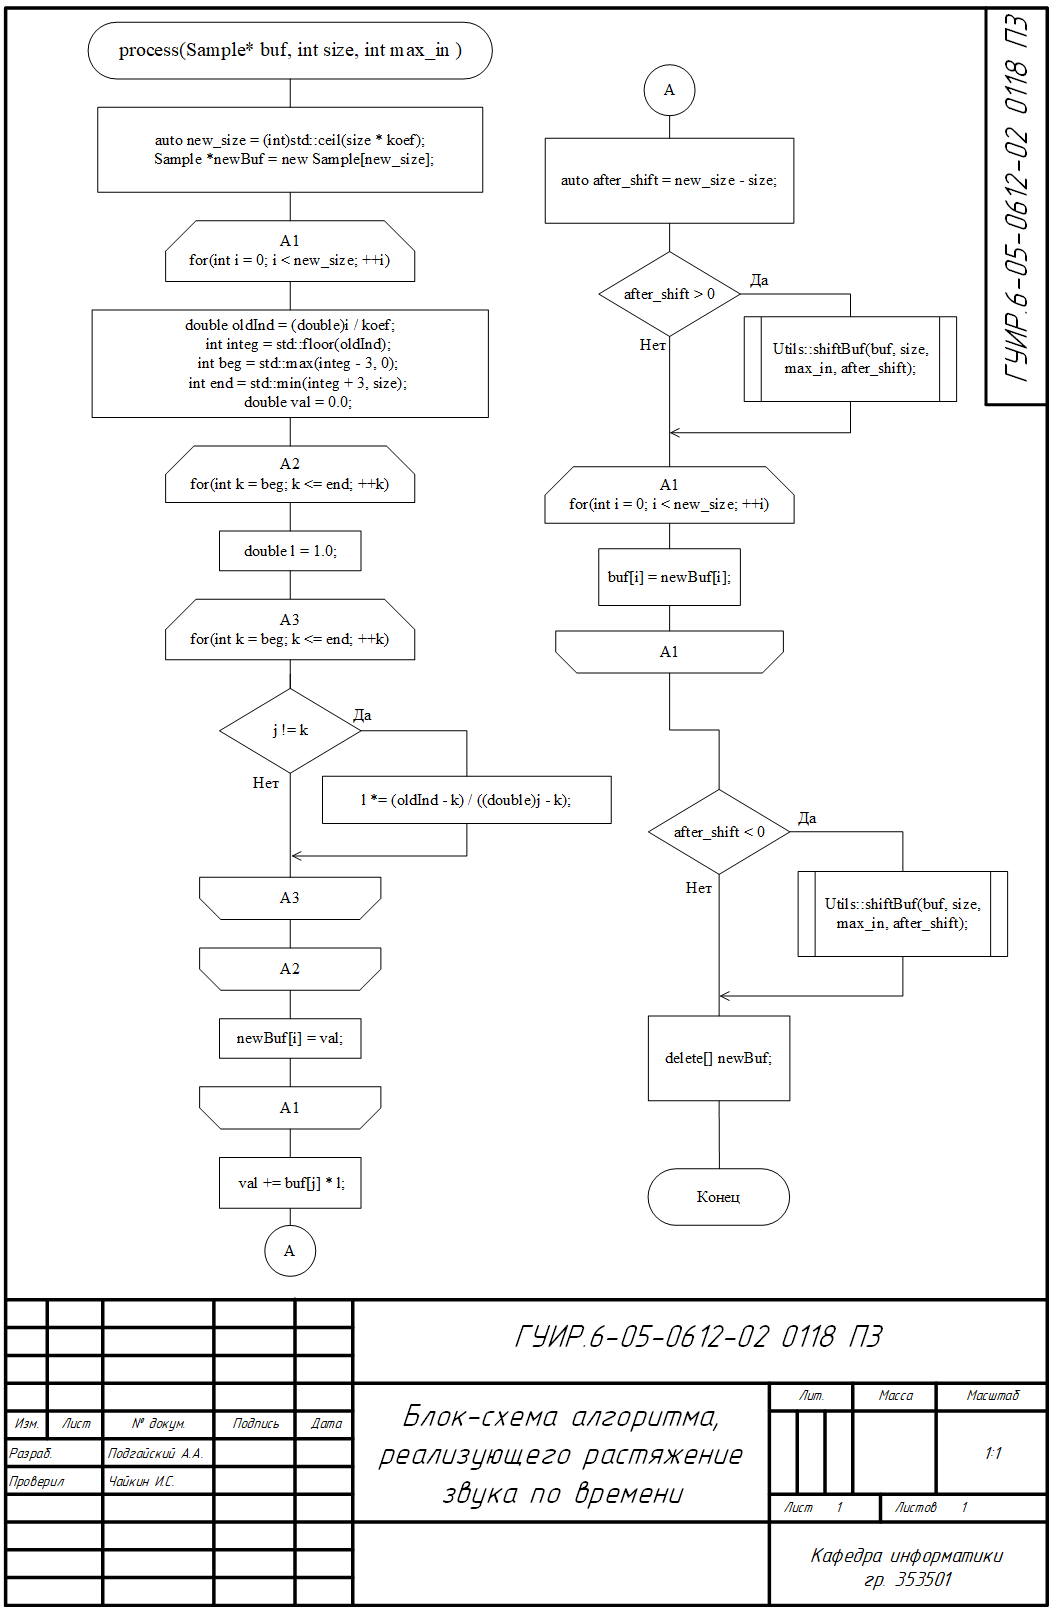 process(Sample* buf, int size, int max_in )
auto new_size = (int)std::ceil(size * koef);
Sample *newBuf = new Sample[new_size];
A1
for(int i = 0; i < new_size; ++i)
double oldInd = (double)i / koef;
int integ = std::floor(oldInd);
int beg = std::max(integ - 3, 0);
int end = std::min(integ + 3, size);
double val = 0.0;
A2
for(int k = beg; k <= end; ++k)
double l = 1.0;
A3
for(int k = beg; k <= end; ++k)
j != k
Да
Нет
l *= (oldInd - k) / ((double)j - k);
A3
A2
newBuf[i] = val;
A1
val += buf[j] * l;
A
A
auto after_shift = new_size - size;
after_shift > 0
Да
Нет
Utils::shiftBuf(buf, size,
max_in, after_shift);
A1
for(int i = 0; i < new_size; ++i)
buf[i] = newBuf[i];
A1
after_shift < 0
Да
Нет
Utils::shiftBuf(buf, size,
max_in, after_shift);
delete[] newBuf;
Конец
ГУИР.6-05-0612-02 0118 ПЗ
ГУИР.6-05-0612-02 0118 ПЗ
Изм. Лист № докум. Подпись Дата
Разраб. Подгайский А.А.
Проверил Чайкин И.С.
Блок-схема алгоритма,
реализующего растяжение
звука по времени
Лит. Масса Масштаб
1:1
Лист 1 Листов 1
Кафедра информатики
гр. 353501